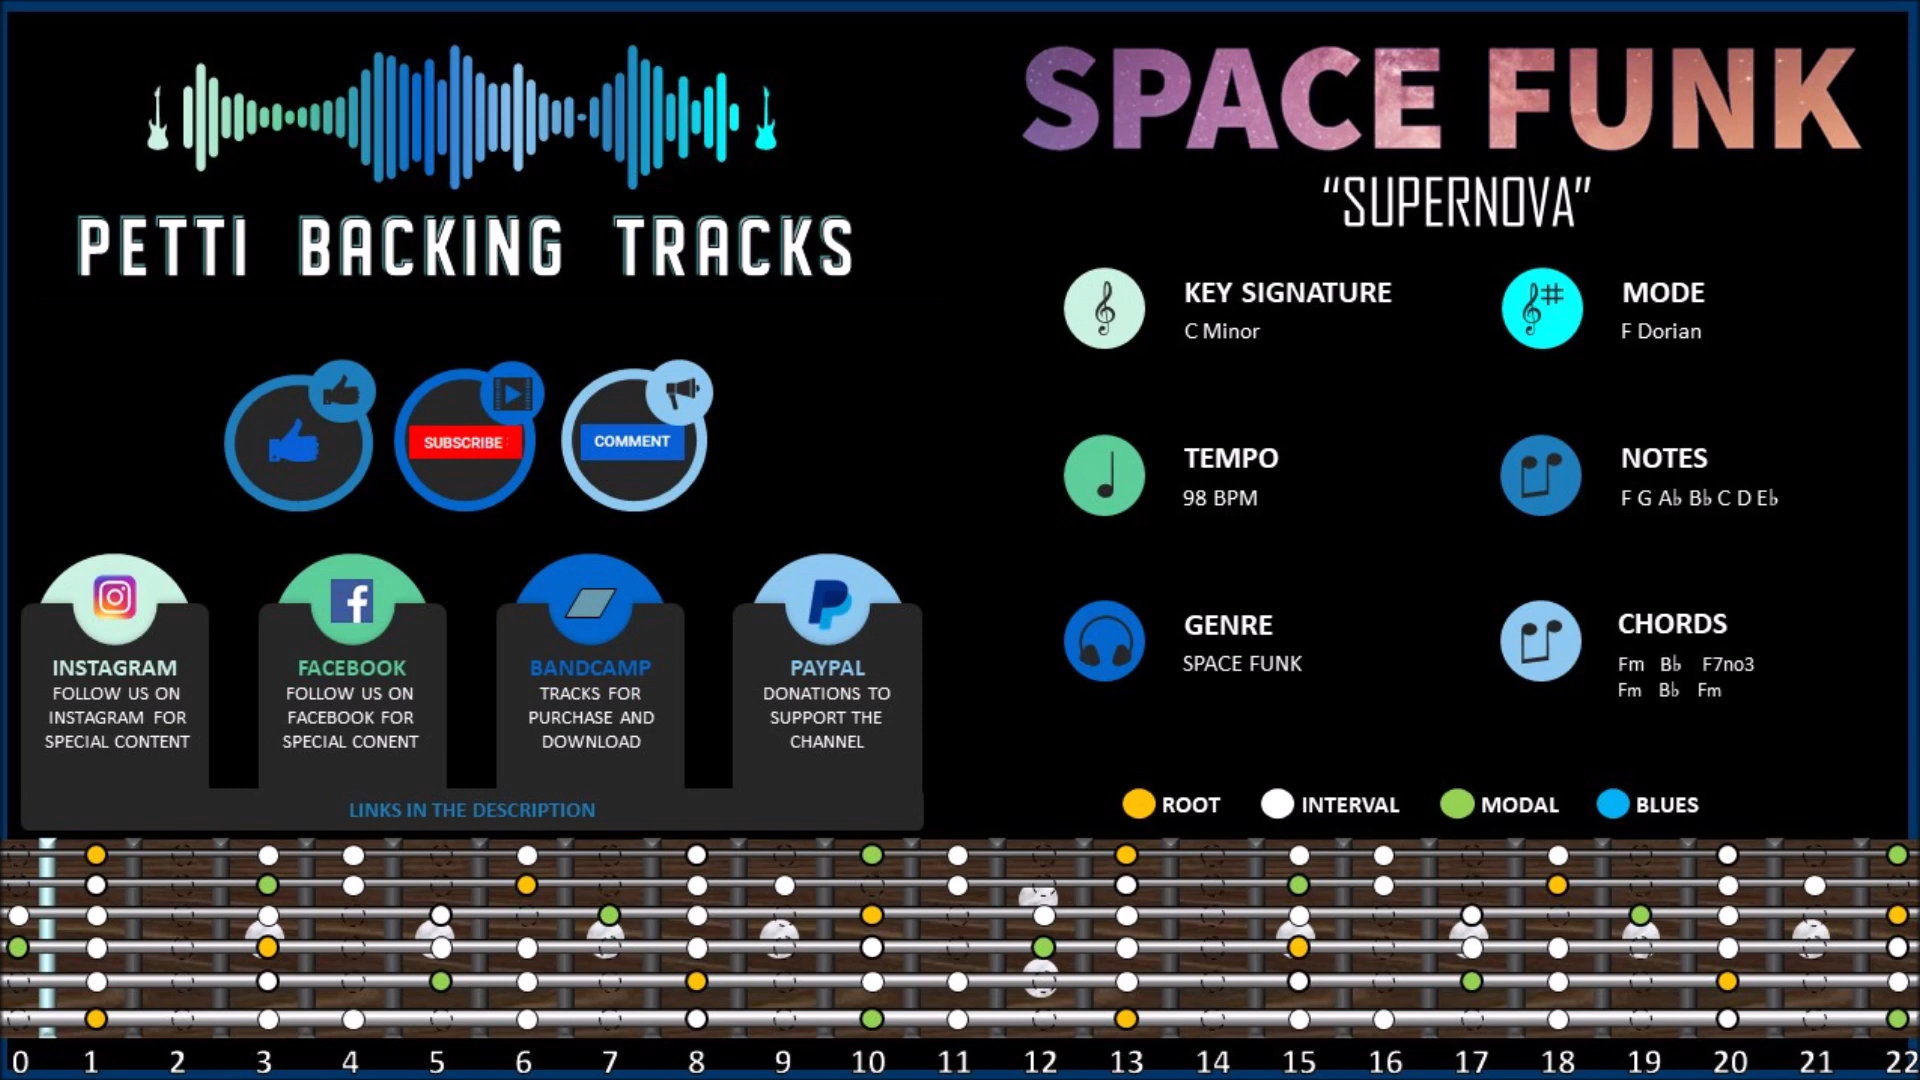 PETTI BACKING TRACKS
SUBSCRIBE
COMMENT
INSTAGRAM
FOLLOW US ON
INSTAGRAM FOR
SPECIAL CONTENT
FACEBOOK
FOLLOW US ON
FACEBOOK FOR
SPECIAL CONENT
BANDCAMP
TRACKS FOR
PURCHASE AND
DOWNLOAD
PAYPAL
DONATIONS TO
SUPPORT THE
CHANNEL
LINKS IN THE DESCRIPTION
SPACE FUNK
“SUPERNOVA”
KEY SIGNATURE
C Minor
MODE
F Dorian
TEMPO
98 BPM
NOTES
F G A♭ B♭ C D E♭
GENRE
SPACE FUNK
CHORDS
Fm B♭ F7no3
Fm B♭ Fm
ROOT INTERVAL MODAL BLUES
0 1 2 3 4 5 6 7 8 9 10 11 12 13 14 15 16 17 18 19 20 21 22